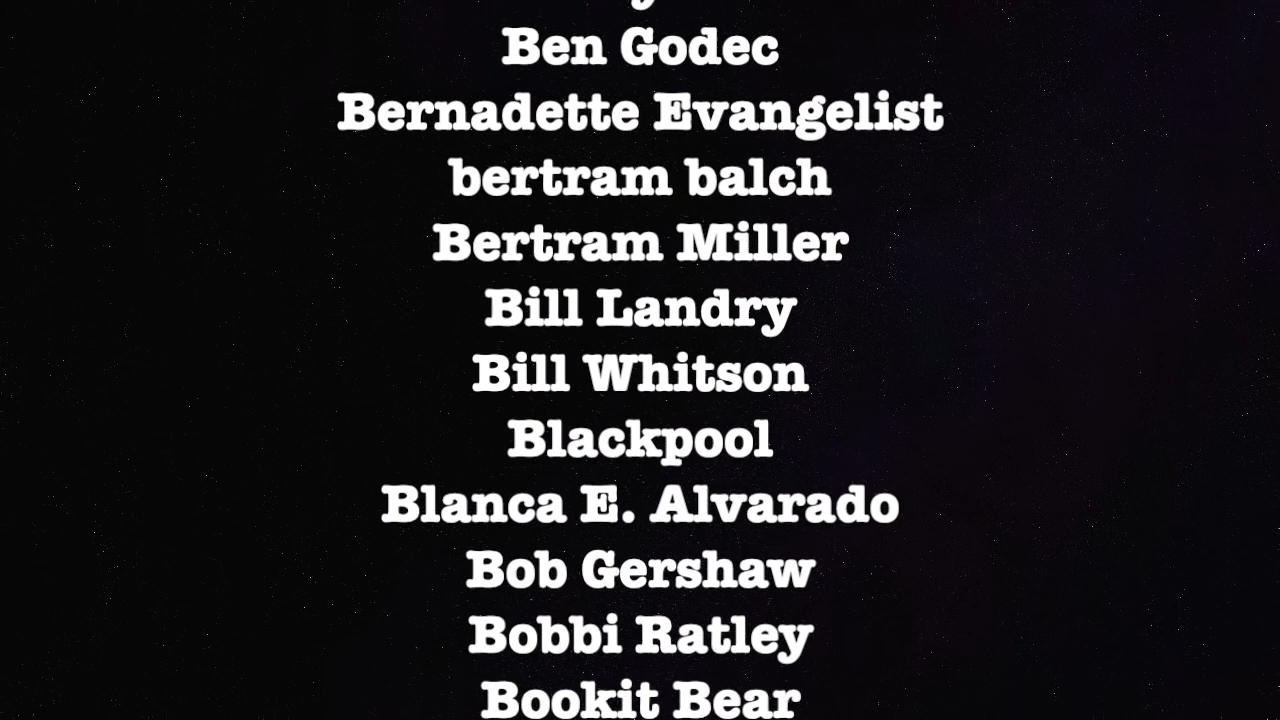 Ben Godec
Bernadette Evangelist
bertram balch
Bertram Miller
Bill Landry
Bill Whitson
Blackpool
Blanca E. Alvarado
Bob Gershaw
Bobbi Ratley
Bookit Bear